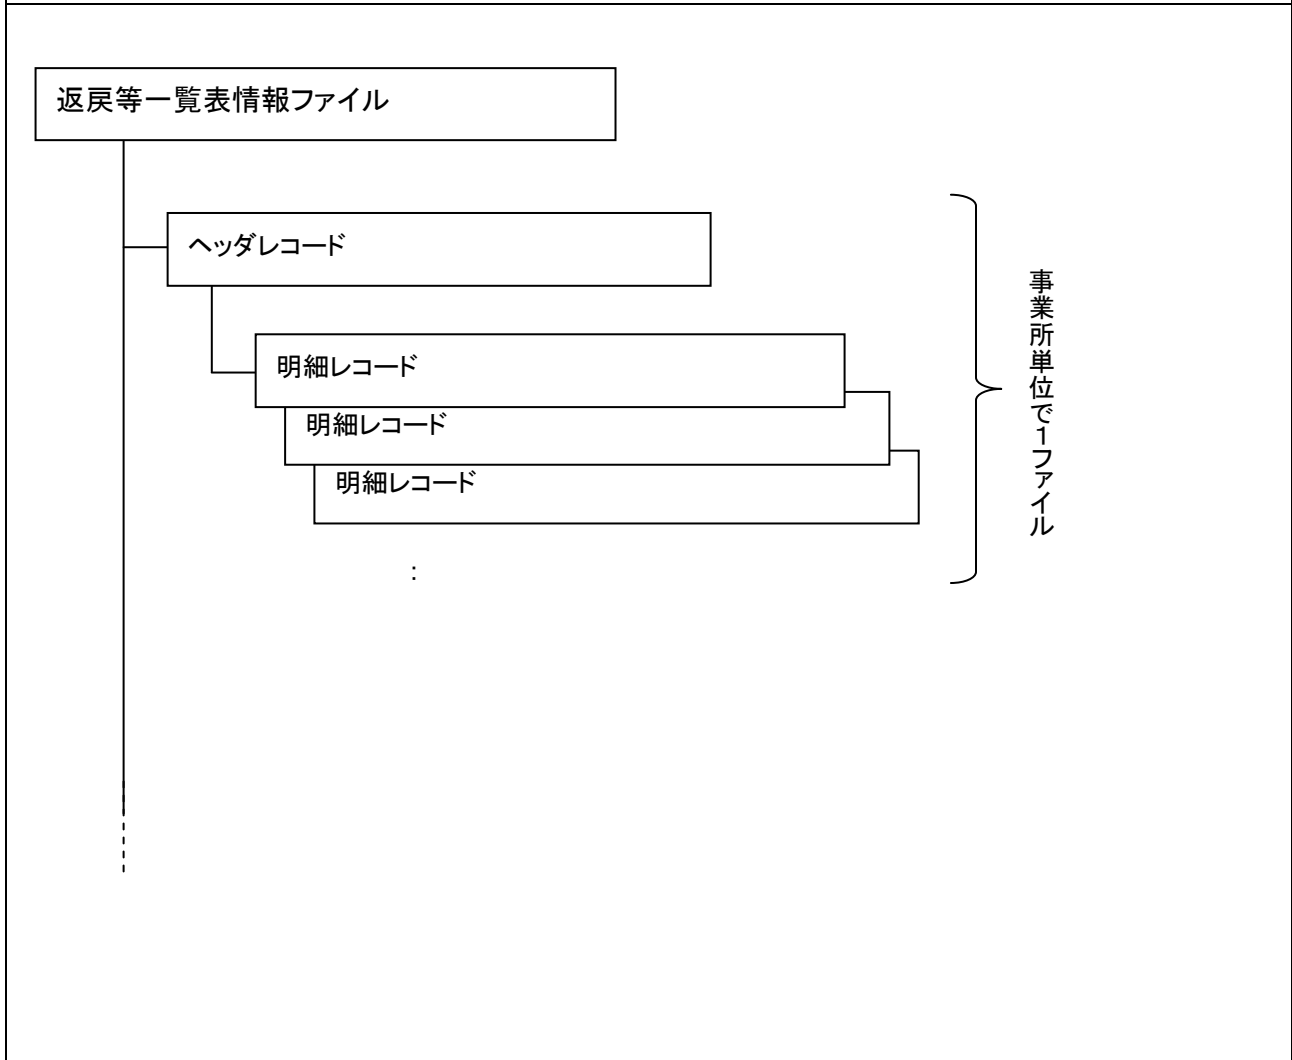 返戻等一覧表情報ファイル
ヘッダレコード
明細レコード
明細レコード
明細レコード
：
事業所単位で１ファイル